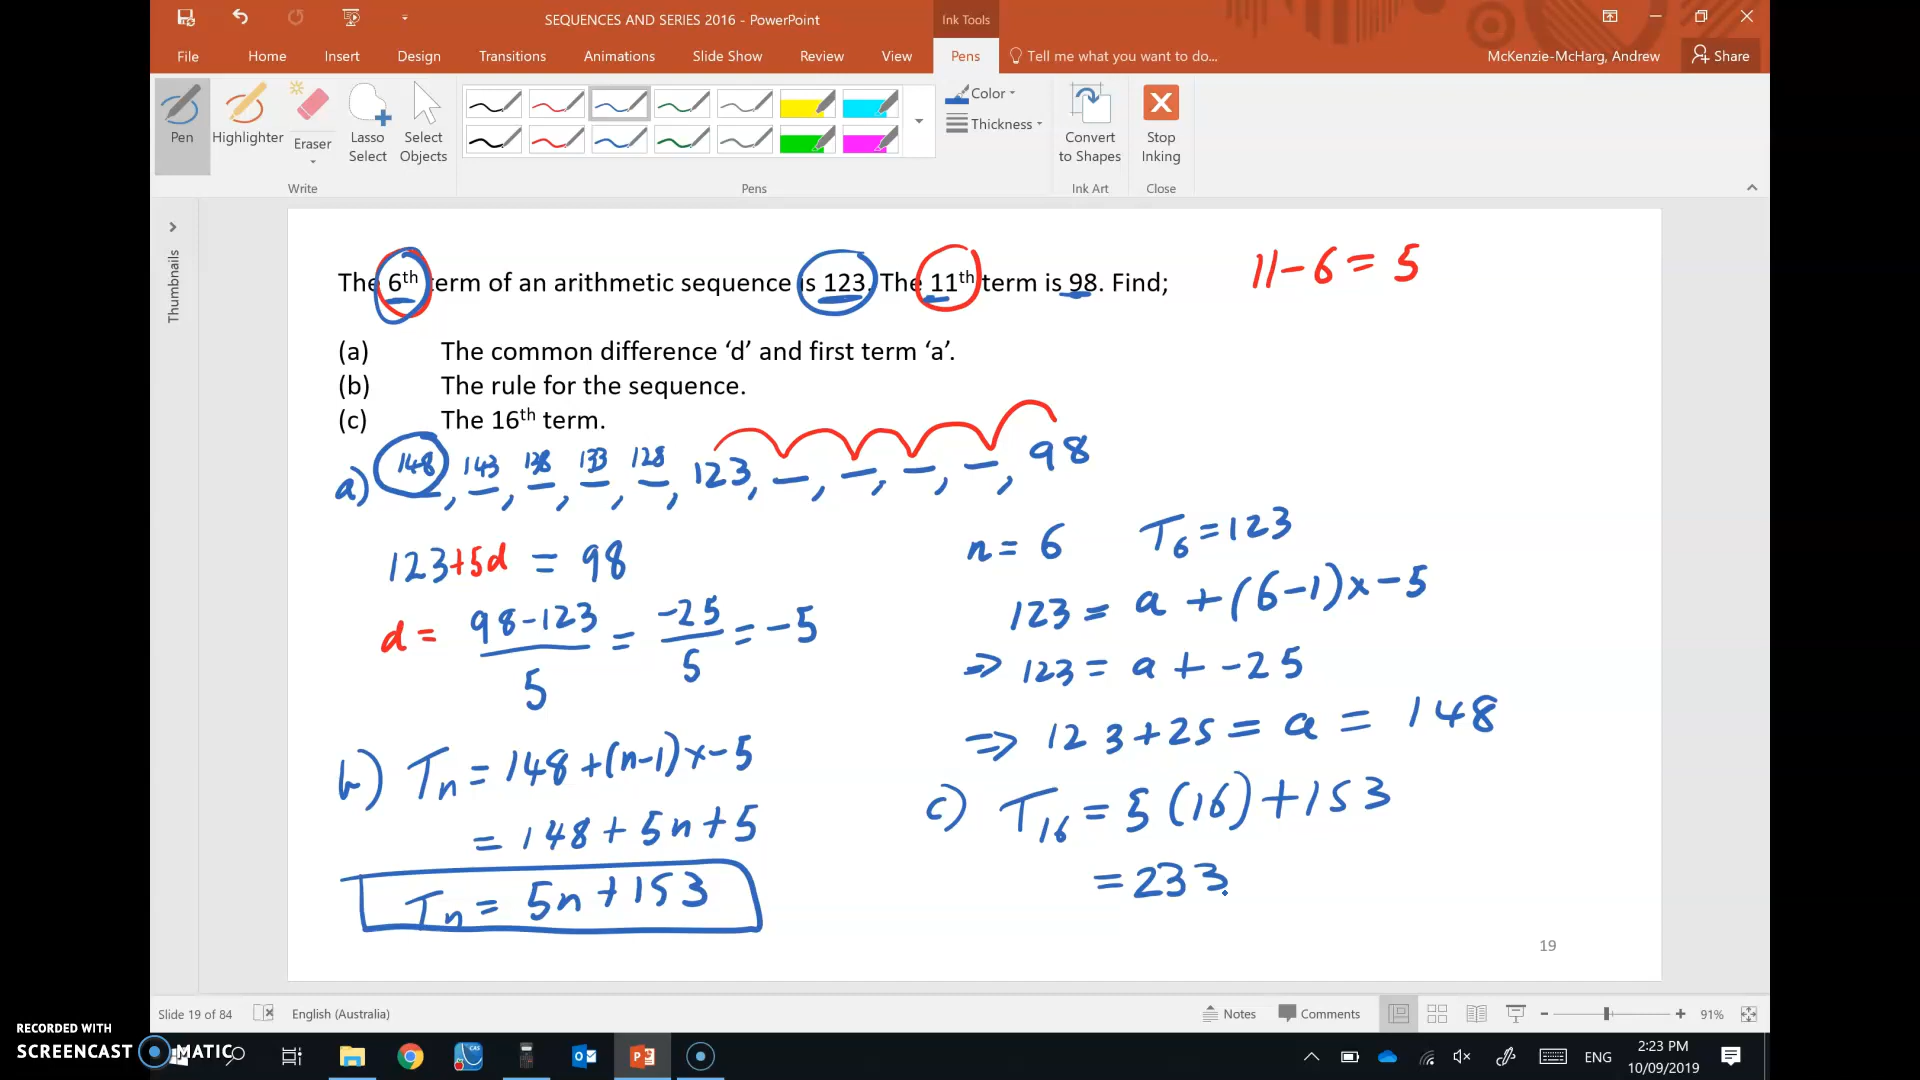 SEQUENCES AND SERIES 2016 - PowerPoint
Ink Tools
File Home Insert Design Transitions Animations Slide Show Review View Pens Tell me what you want to do... McKenzie-McHarg, Andrew Share
Pen Highlighter Eraser Lasso Select Select Objects
Color
Thickness
Convert to Shapes
Stop Inking
Write Pens Ink Art Close
Thumbnails
The 6th term of an arithmetic sequence is 123. The 11th term is 98. Find;
11-6= 5
(a) The common difference ‘d’ and first term ‘a’.
(b) The rule for the sequence.
(c) The 16th term.
a) 148, 143, 138, 133, 128, 123, _, _, _, _, 98
123+5d = 98
d = 98-123/5 = -25/5 = -5
n = 6 T6 = 123
123 = a + (6-1)x-5
=> 123 = a + -25
=> 123+25 = a = 148
b) Tn = 148+(n-1)x-5
= 148 + 5n + 5
Tn = 5n+153
c) T16 = 5(16)+153
= 233
19
Slide 19 of 84 English (Australia) Notes Comments 91%
RECORDED WITH
SCREENCAST MATIC
ENG
2:23 PM
10/09/2019